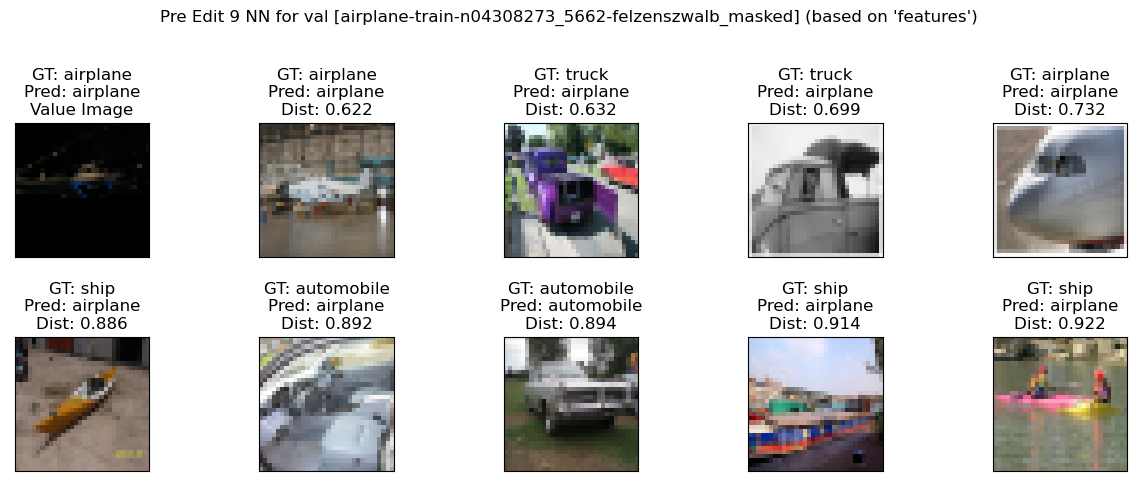 Pre Edit 9 NN for val [airplane-train-n04308273_5662-felzenszwalb_masked] (based on 'features')
GT: airplane
Pred: airplane
Value Image
GT: airplane
Pred: airplane
Dist: 0.622
GT: truck
Pred: airplane
Dist: 0.632
GT: truck
Pred: airplane
Dist: 0.699
GT: airplane
Pred: airplane
Dist: 0.732
GT: ship
Pred: airplane
Dist: 0.886
GT: automobile
Pred: airplane
Dist: 0.892
GT: automobile
Pred: automobile
Dist: 0.894
GT: ship
Pred: airplane
Dist: 0.914
GT: ship
Pred: airplane
Dist: 0.922